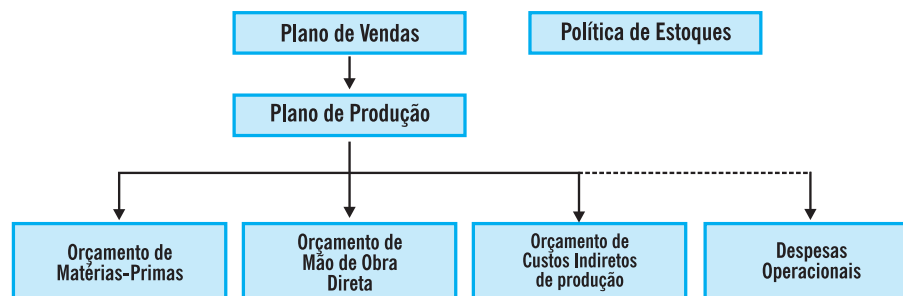 Plano de Vendas
Política de Estoques
Plano de Produção
Orçamento de
Matérias-Primas
Orçamento de
Mão de Obra
Direta
Orçamento de
Custos Indiretos
de produção
Despesas
Operacionais